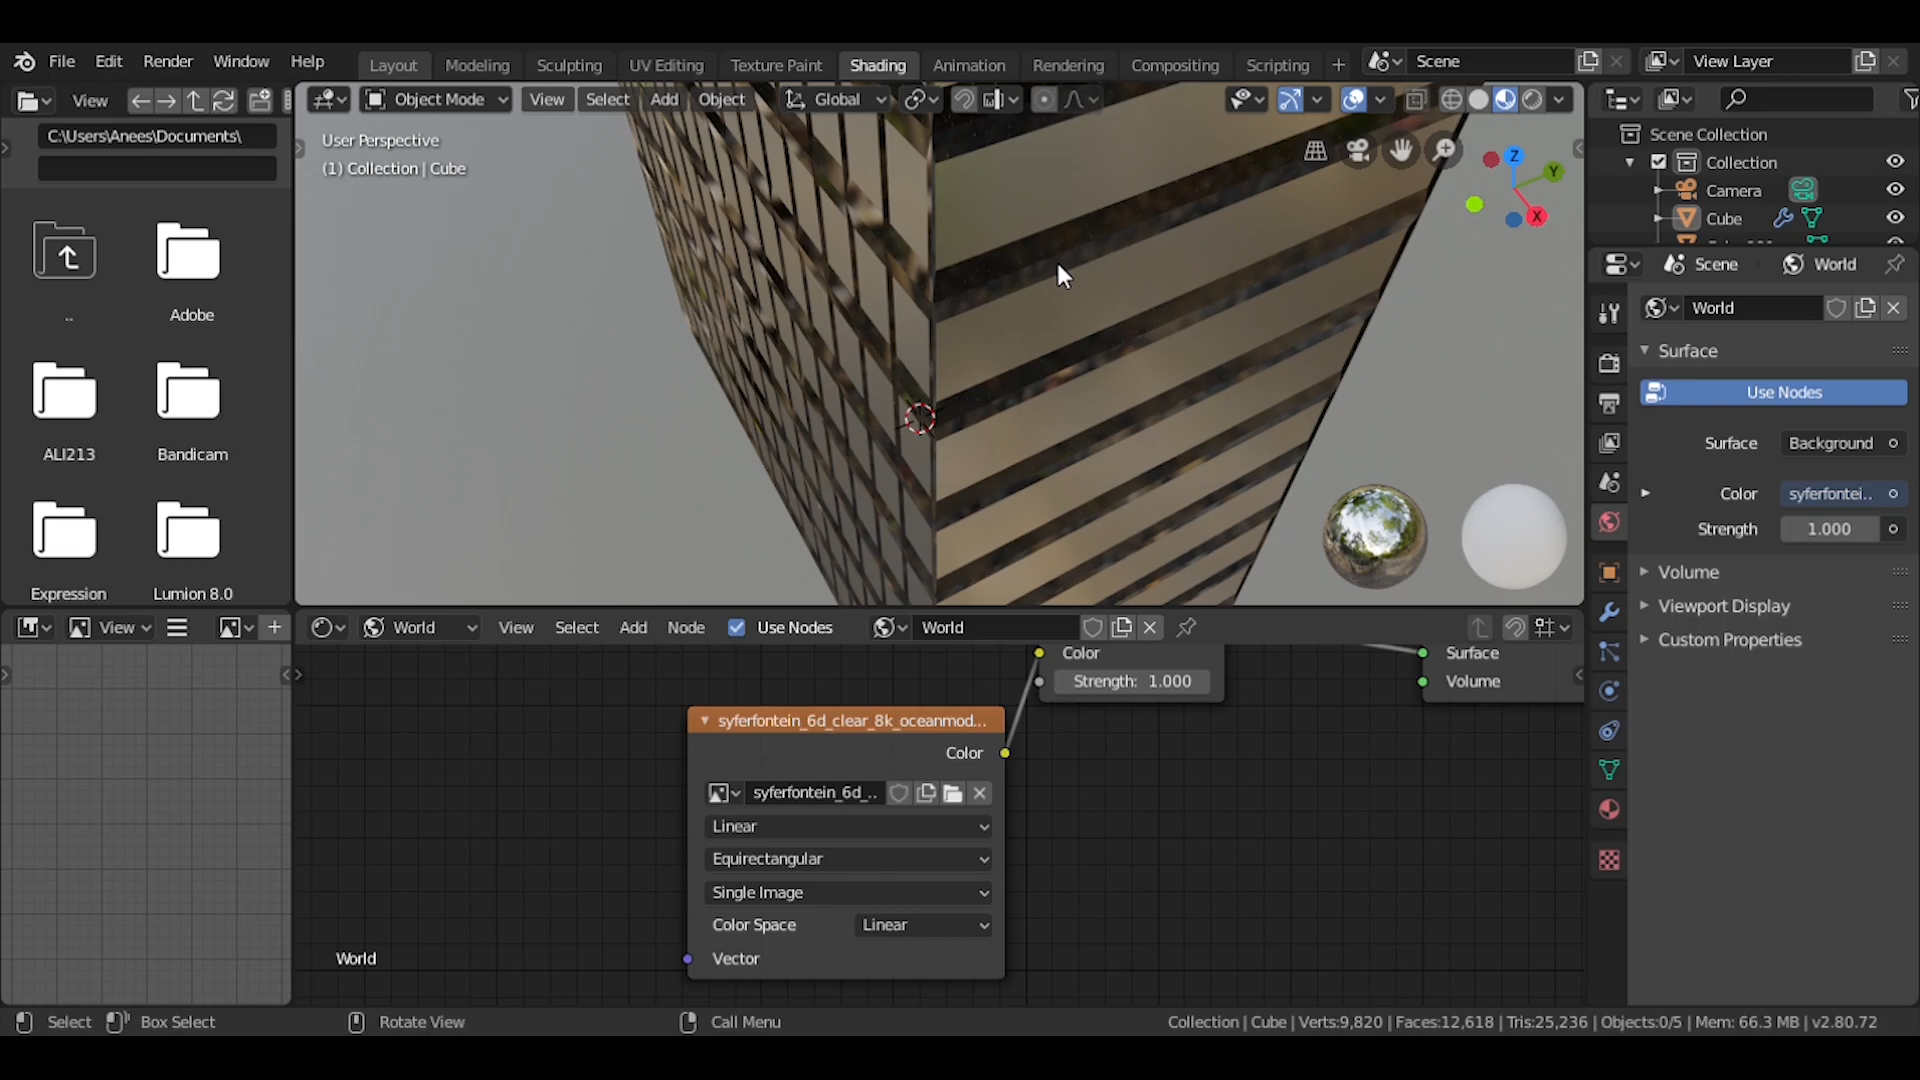 File Edit Render Window Help Layout Modeling Sculpting UV Editing Texture Paint Shading Animation Rendering Compositing Scripting + Scene View Layer
View Object Mode View Select Add Object Global
C:\Users\Anees\Documents\
User Perspective
(1) Collection | Cube
Scene Collection
Collection
Camera
Cube
Z
Y
X
..
Adobe
ALI213
Bandicam
Expression
Lumion 8.0
Scene World
World
Surface
Use Nodes
Surface Background
Color syferfontei..
Strength 1.000
Volume
Viewport Display
Custom Properties
View World View Select Add Node Use Nodes World
Color
Strength: 1.000
Surface
Volume
syferfontein_6d_clear_8k_oceanmod...
Color
syferfontein_6d_..
Linear
Equirectangular
Single Image
Color Space Linear
Vector
World
Select Box Select Rotate View Call Menu Collection | Cube | Verts:9,820 | Faces:12,618 | Tris:25,236 | Objects:0/5 | Mem: 66.3 MB | v2.80.72